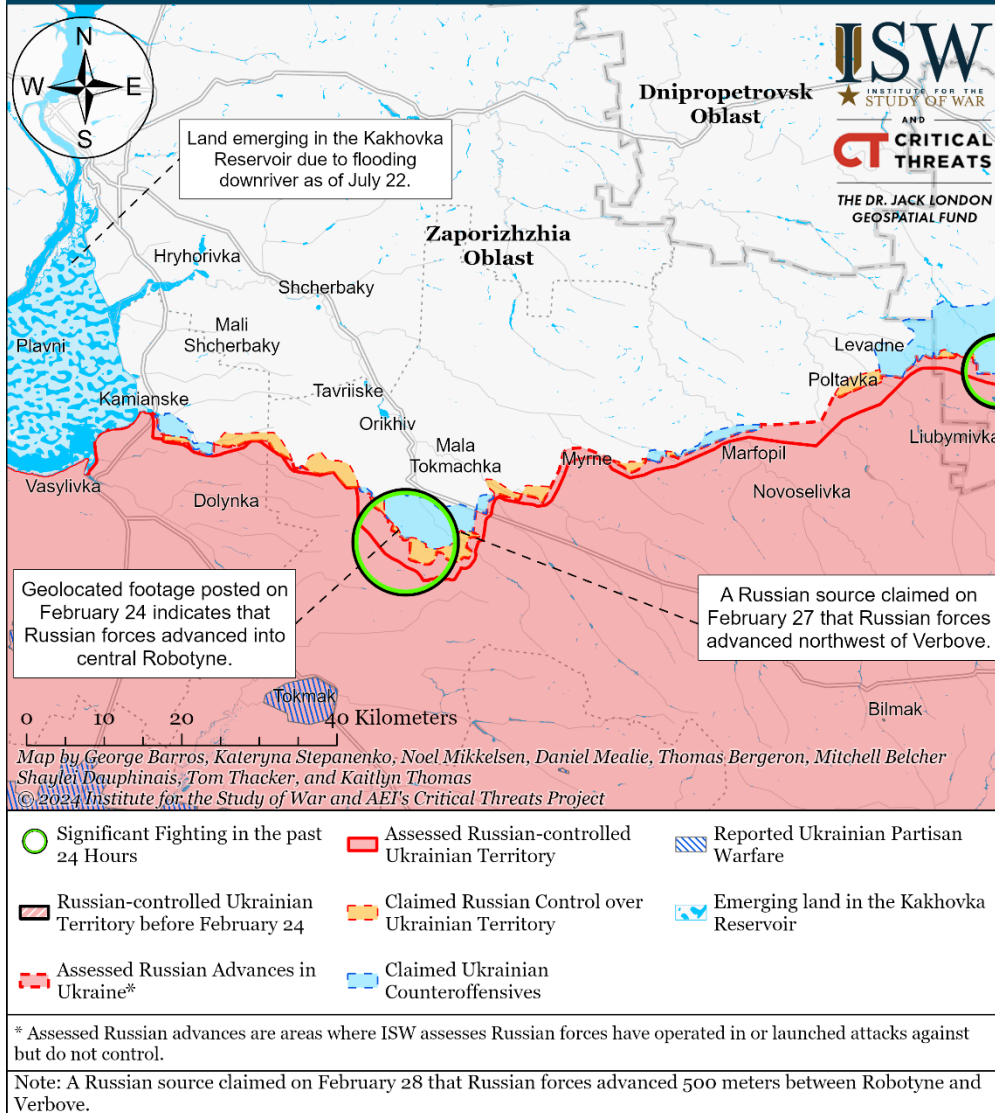 N
W
E
S
ISW
INSTITUTE FOR THE
STUDY OF WAR
AND
CT CRITICAL
THREATS
THE DR. JACK LONDON
GEOSPATIAL FUND
Dnipropetrovsk
Oblast
Land emerging in the Kakhovka
Reservoir due to flooding
downriver as of July 22.
Zaporizhzhia
Oblast
Hryhorivka
Shcherbaky
Mali
Shcherbaky
Plavni
Levadne
Poltavka
Tavriiske
Kamianske
Orikhiv
Mala
Tokmachka
Myrne
Marfopil
Liubymivka
Vasylivka
Dolynka
Novoselivka
Geolocated footage posted on
February 24 indicates that
Russian forces advanced into
central Robotyne.
A Russian source claimed on
February 27 that Russian forces
advanced northwest of Verbove.
Tokmak
Bilmak
0 10 20 40 Kilometers
Map by George Barros, Kateryna Stepanenko, Noel Mikkelsen, Daniel Mealie, Thomas Bergeron, Mitchell Belcher
Shaylei Dauphinais, Tom Thacker, and Kaitlyn Thomas
© 2024 Institute for the Study of War and AEI's Critical Threats Project
Significant Fighting in the past
24 Hours
Assessed Russian-controlled
Ukrainian Territory
Reported Ukrainian Partisan
Warfare
Russian-controlled Ukrainian
Territory before February 24
Claimed Russian Control over
Ukrainian Territory
Emerging land in the Kakhovka
Reservoir
Assessed Russian Advances in
Ukraine*
Claimed Ukrainian
Counteroffensives
* Assessed Russian advances are areas where ISW assesses Russian forces have operated in or launched attacks against
but do not control.
Note: A Russian source claimed on February 28 that Russian forces advanced 500 meters between Robotyne and
Verbove.